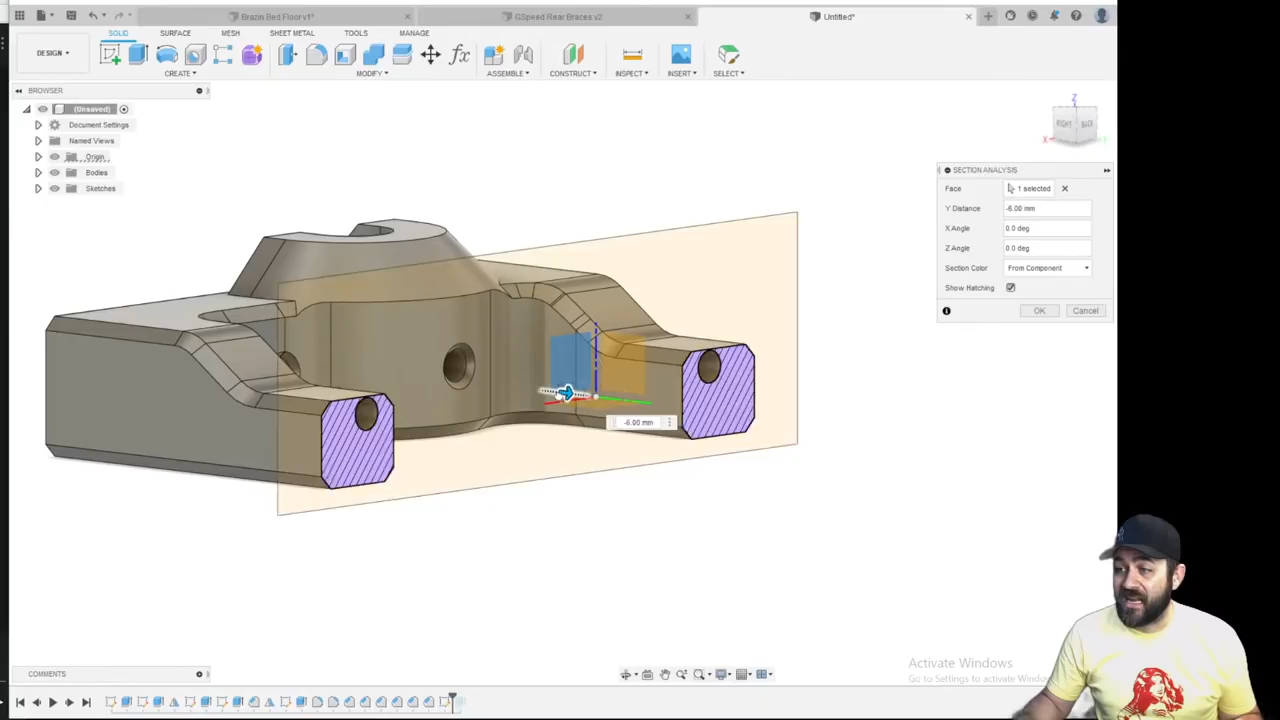 Brazin Bed Floor v1*
GSpeed Rear Braces v2
Untitled*
DESIGN
SOLID
SURFACE
MESH
SHEET METAL
TOOLS
MANAGE
CREATE
MODIFY
ASSEMBLE
CONSTRUCT
INSPECT
INSERT
SELECT
fx
BROWSER
(Unsaved)
Document Settings
Named Views
Origin
Bodies
Sketches
Z
RIGHT
BACK
X
SECTION ANALYSIS
Face 1 selected
Y Distance -6.00 mm
X Angle 0.0 deg
Z Angle 0.0 deg
Section Color From Component
Show Hatching
OK Cancel
-6.00 mm
COMMENTS
Activate Windows
Go to Settings to activate